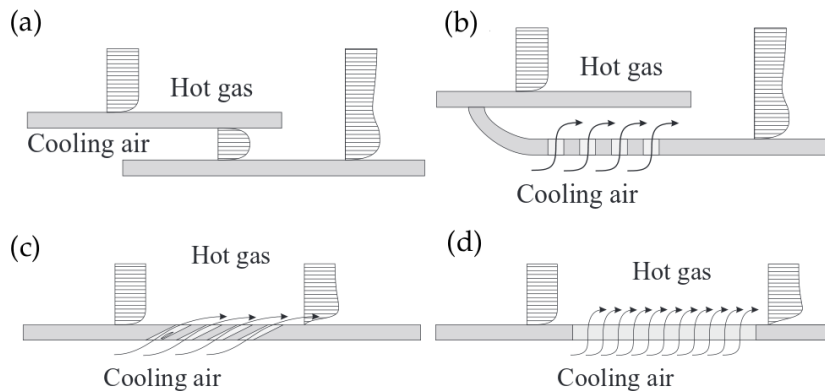 (a)
Hot gas
Cooling air
(b)
Hot gas
Cooling air
(c)
Hot gas
Cooling air
(d)
Hot gas
Cooling air